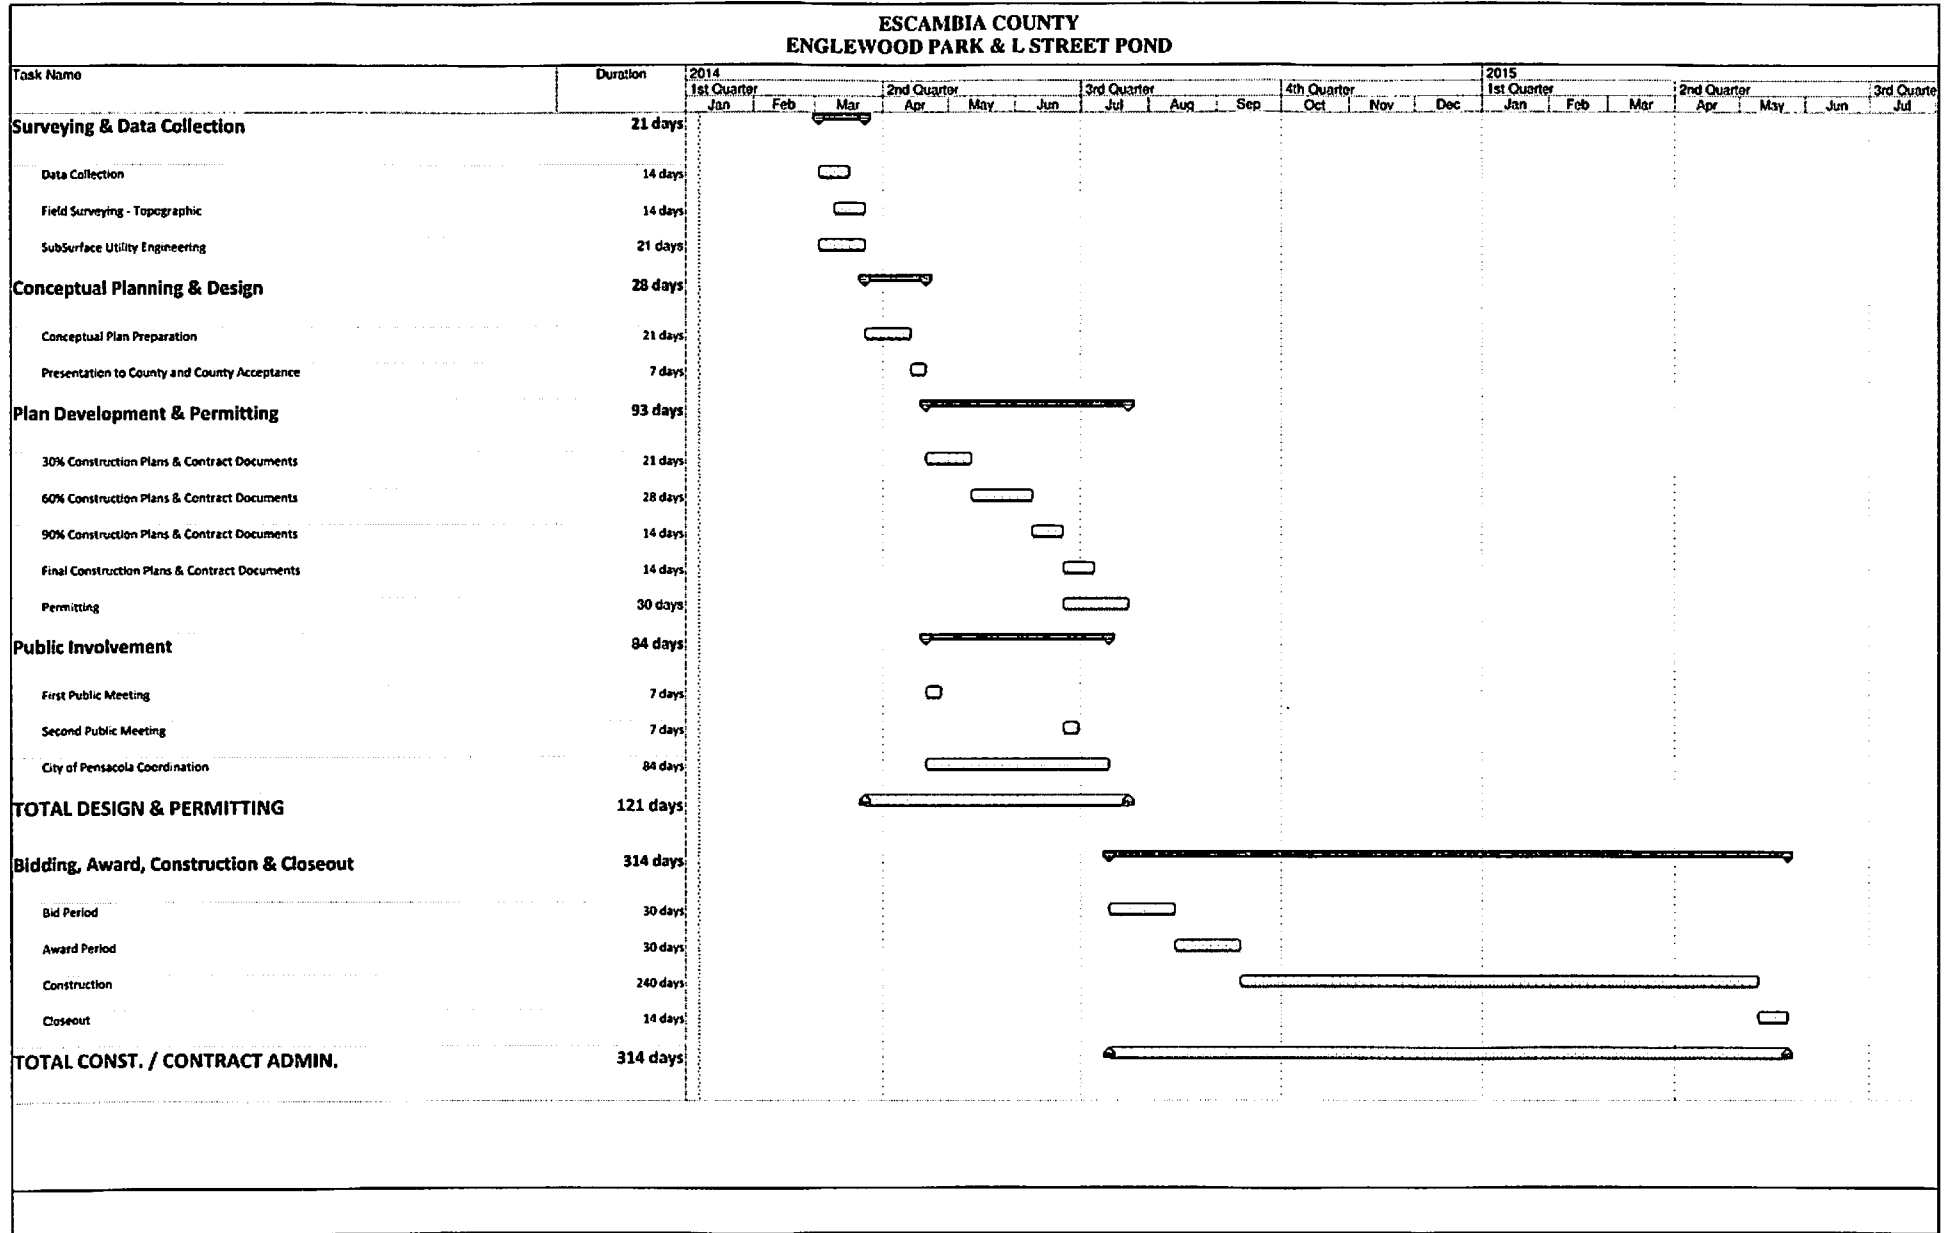 ESCAMBIA COUNTY
ENGLEWOOD PARK & L STREET POND
Task Name Duration 2014 2015
1st Quarter 2nd Quarter 3rd Quarter 4th Quarter 1st Quarter 2nd Quarter 3rd Quarte
Jan Feb Mar Apr May Jun Jul Aug Sep Oct Nov Dec Jan Feb Mar Apr May Jun Jul
Surveying & Data Collection 21 days
Data Collection 14 days
Field Surveying - Topographic 14 days
SubSurface Utility Engineering 21 days
Conceptual Planning & Design 28 days
Conceptual Plan Preparation 21 days
Presentation to County and County Acceptance 7 days
Plan Development & Permitting 93 days
30% Construction Plans & Contract Documents 21 days
60% Construction Plans & Contract Documents 28 days
90% Construction Plans & Contract Documents 14 days
Final Construction Plans & Contract Documents 14 days
Permitting 30 days
Public Involvement 84 days
First Public Meeting 7 days
Second Public Meeting 7 days
City of Pensacola Coordination 84 days
TOTAL DESIGN & PERMITTING 121 days
Bidding, Award, Construction & Closeout 314 days
Bid Period 30 days
Award Period 30 days
Construction 240 days
Closeout 14 days
TOTAL CONST. / CONTRACT ADMIN. 314 days